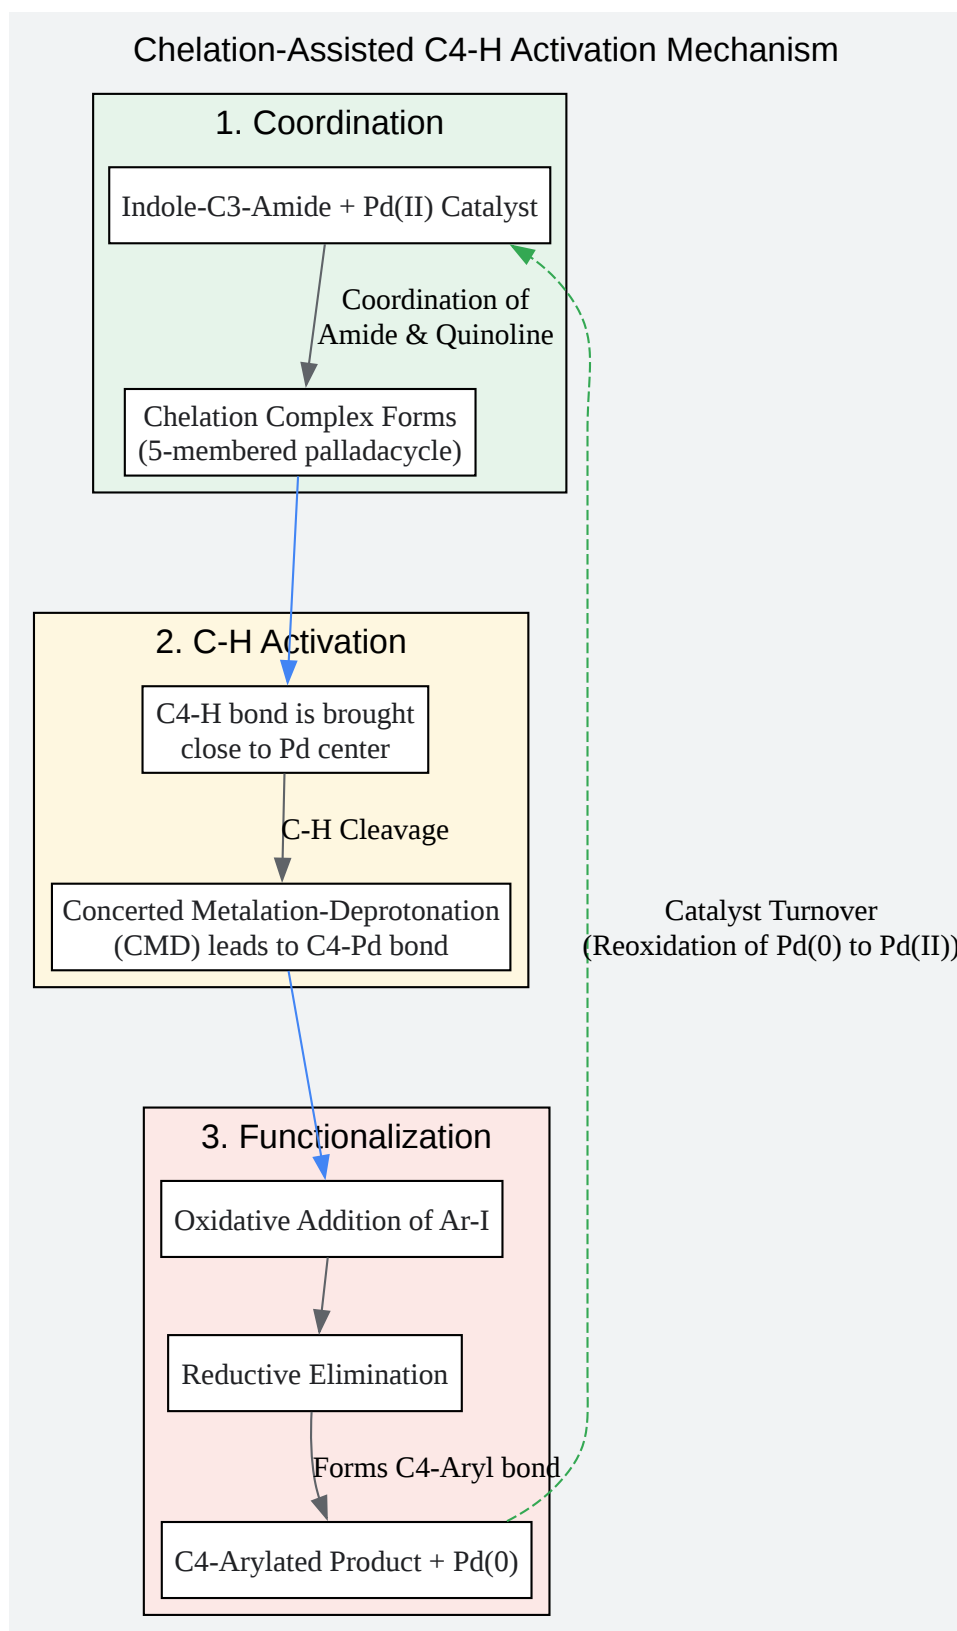 Chelation-Assisted C4-H Activation Mechanism
1. Coordination
Indole-C3-Amide + Pd(II) Catalyst
Coordination of
Amide & Quinoline
Chelation Complex Forms
(5-membered palladacycle)
2. C-H Activation
C4-H bond is brought
close to Pd center
C-H Cleavage
Concerted Metalation-Deprotonation
(CMD) leads to C4-Pd bond
Catalyst Turnover
(Reoxidation of Pd(0) to Pd(II))
3. Functionalization
Oxidative Addition of Ar-I
Reductive Elimination
Forms C4-Aryl bond
C4-Arylated Product + Pd(0)